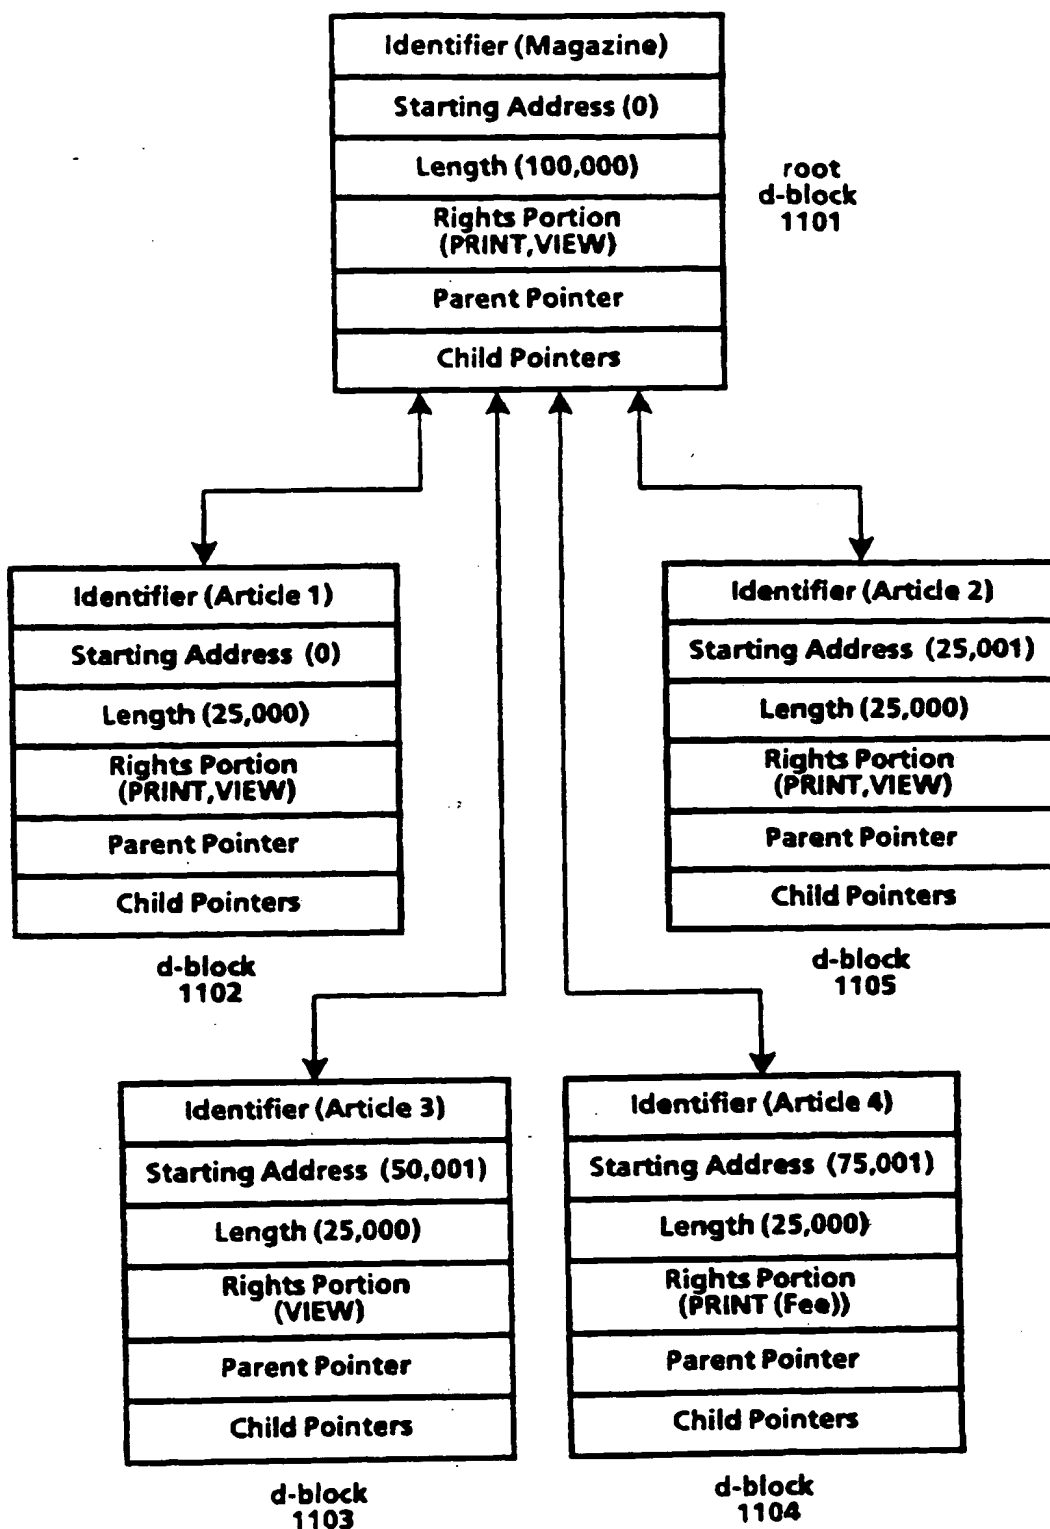 Identifier (Magazine)
Starting Address (0)
Length (100,000)
Rights Portion
(PRINT,VIEW)
Parent Pointer
Child Pointers
root
d-block
1101
Identifier (Article 1)
Starting Address (0)
Length (25,000)
Rights Portion
(PRINT,VIEW)
Parent Pointer
Child Pointers
d-block
1102
Identifier (Article 2)
Starting Address (25,001)
Length (25,000)
Rights Portion
(PRINT,VIEW)
Parent Pointer
Child Pointers
d-block
1105
Identifier (Article 3)
Starting Address (50,001)
Length (25,000)
Rights Portion
(VIEW)
Parent Pointer
Child Pointers
d-block
1103
Identifier (Article 4)
Starting Address (75,001)
Length (25,000)
Rights Portion
(PRINT (Fee))
Parent Pointer
Child Pointers
d-block
1104